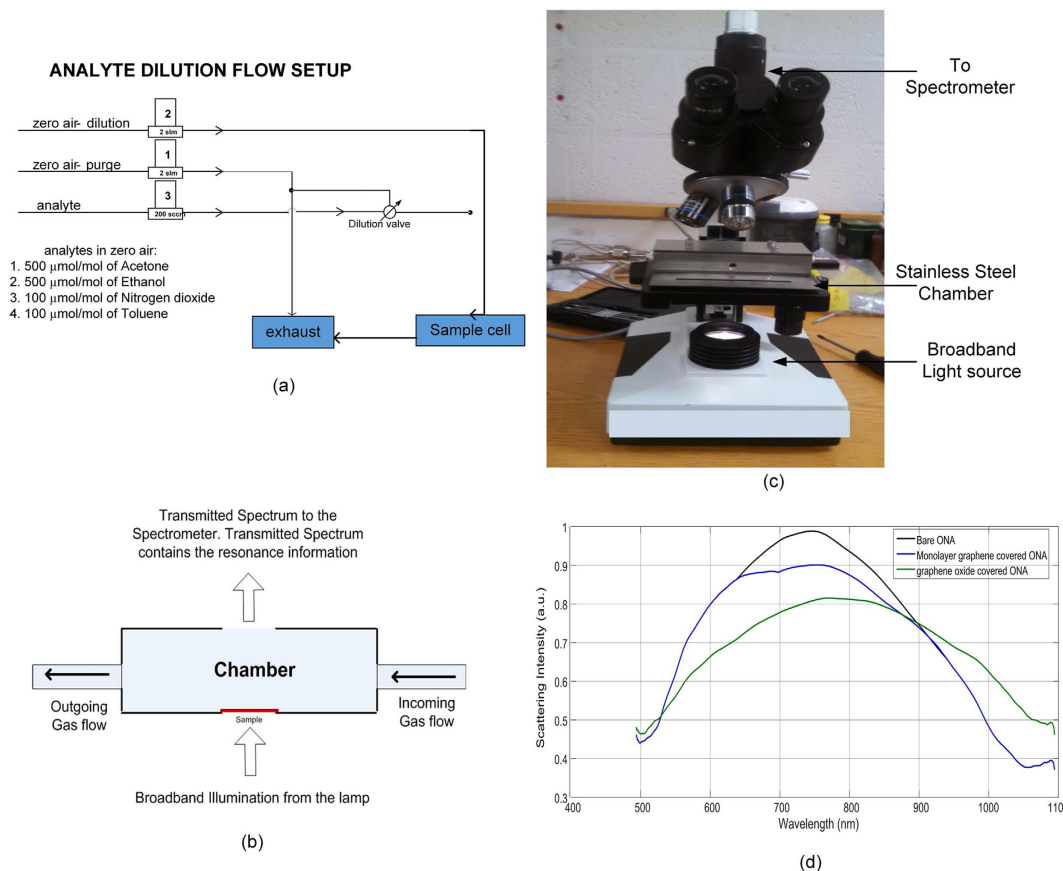 (a)
ANALYTE DILUTION FLOW SETUP
2
zero air- dilution
2 slm
1
zero air- purge
2 slm
3
analyte
200 sccm
Dilution valve
analytes in zero air:
1. 500 μmol/mol of Acetone
2. 500 μmol/mol of Ethanol
3. 100 μmol/mol of Nitrogen dioxide
4. 100 μmol/mol of Toluene
exhaust
Sample cell
To
Spectrometer
Stainless Steel
Chamber
Broadband
Light source
(c)
Transmitted Spectrum to the
Spectrometer. Transmitted Spectrum
contains the resonance information
Chamber
Outgoing
Gas flow
Incoming
Gas flow
Sample
Broadband Illumination from the lamp
(b)
Scattering Intensity (a.u.)
1
0.9
0.8
0.7
0.6
0.5
0.4
0.3
Bare ONA
Monolayer graphene covered ONA
graphene oxide covered ONA
400
500
600
700
800
900
1000
110
Wavelength (nm)
(d)